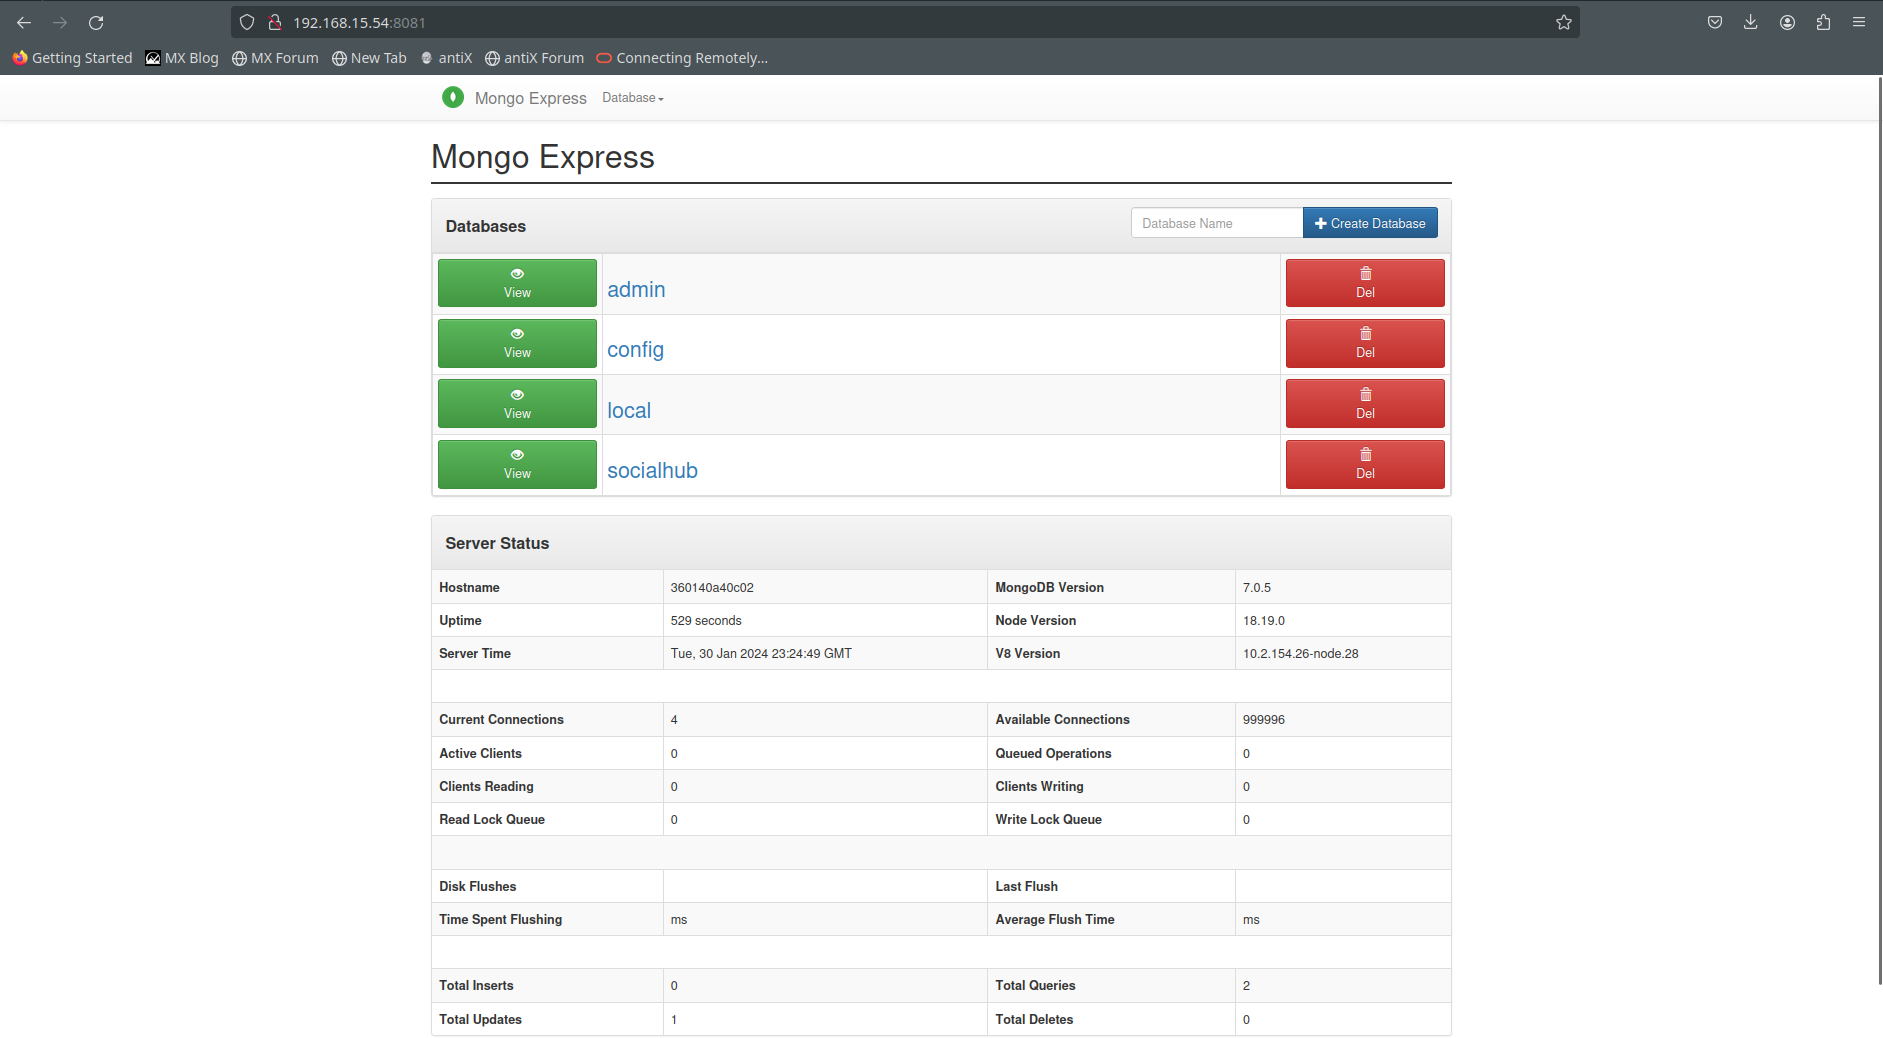 192.168.15.54:8081
Getting Started MX Blog MX Forum New Tab antiX antiX Forum Connecting Remotely...
Mongo Express Database
Mongo Express
Databases Database Name Create Database
View admin Del
View config Del
View local Del
View socialhub Del
Server Status
Hostname 360140a40c02 MongoDB Version 7.0.5
Uptime 529 seconds Node Version 18.19.0
Server Time Tue, 30 Jan 2024 23:24:49 GMT V8 Version 10.2.154.26-node.28
Current Connections 4 Available Connections 999996
Active Clients 0 Queued Operations 0
Clients Reading 0 Clients Writing 0
Read Lock Queue 0 Write Lock Queue 0
Disk Flushes Last Flush
Time Spent Flushing ms Average Flush Time ms
Total Inserts 0 Total Queries 2
Total Updates 1 Total Deletes 0